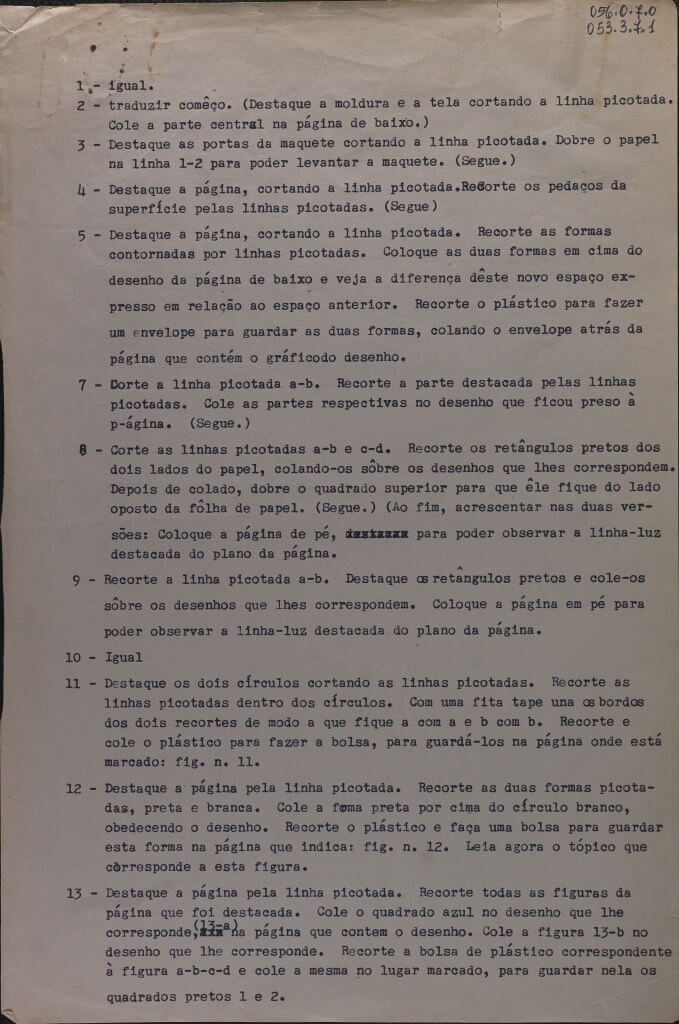 056.0.7.0
053.3.7.1
1 - igual.
2 - traduzir comêço. (Destaque a moldura e a tela cortando a linha picotada.
Cole a parte central na página de baixo.)
3 - Destaque as portas da maquete cortando a linha picotada. Dobre o papel
na linha 1-2 para poder levantar a maquete. (Segue.)
4 - Destaque a página, cortando a linha picotada.Recorte os pedaços da
superfície pelas linhas picotadas. (Segue)
5 - Destaque a página, cortando a linha picotada. Recorte as formas
contornadas por linhas picotadas. Coloque as duas formas em cima do
desenho da página de baixo e veja a diferença dêste novo espaço ex-
presso em relação ao espaço anterior. Recorte o plástico para fazer
um envelope para guardar as duas formas, colando o envelope atrás da
página que contém o gráficodo desenho.
7 - Corte a linha picotada a-b. Recorte a parte destacada pelas linhas
picotadas. Cole as partes respectivas no desenho que ficou preso à
p-ágina. (Segue.)
8 - Corte as linhas picotadas a-b e c-d. Recorte os retângulos pretos dos
dois lados do papel, colando-os sôbre os desenhos que lhes correspondem.
Depois de colado, dobre o quadrado superior para que êle fique do lado
oposto da fôlha de papel. (Segue.) (Ao fim, acrescentar nas duas ver-
sões: Coloque a página de pé, para poder observar a linha-luz
destacada do plano da página.
9 - Recorte a linha picotada a-b. Destaque os retângulos pretos e cole-os
sôbre os desenhos que lhes correspondem. Coloque a página em pé para
poder observar a linha-luz destacada do plano da página.
10 - Igual
11 - Destaque os dois círculos cortando as linhas picotadas. Recorte as
linhas picotadas dentro dos círculos. Com uma fita tape una os bordos
dos dois recortes de modo a que fique a com a e b com b. Recorte e
cole o plástico para fazer a bolsa, para guardá-los na página onde está
marcado: fig. n. 11.
12 - Destaque a página pela linha picotada. Recorte as duas formas picota-
das, preta e branca. Cole a foma preta por cima do círculo branco,
obedecendo o desenho. Recorte o plástico e faça uma bolsa para guardar
esta forma na página que indica: fig. n. 12. Leia agora o tópico que
corresponde a esta figura.
13 - Destaque a página pela linha picotada. Recorte todas as figuras da
página que foi destacada. Cole o quadrado azul no desenho que lhe
corresponde,(13-a) na página que contem o desenho. Cole a figura 13-b no
desenho que lhe corresponde. Recorte a bolsa de plástico correspondente
à figura a-b-c-d e cole a mesma no lugar marcado, para guardar nela os
quadrados pretos 1 e 2.